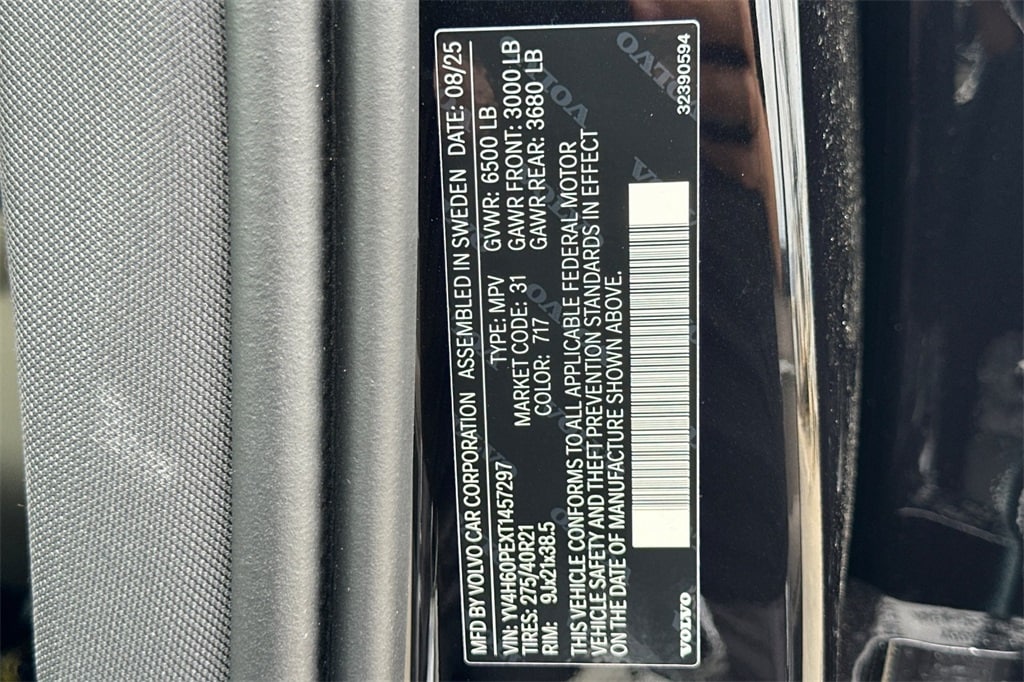 MFD BY VOLVO CAR CORPORATION ASSEMBLED IN SWEDEN DATE: 08/25
VIN: YV4H60PEXT1457297 TYPE: MPV GVWR: 6500 LB
TIRES: 275/40R21 MARKET CODE: 31 GAWR FRONT: 3000 LB
RIM: 9Jx21x38.5 COLOR: 717 GAWR REAR: 3680 LB
THIS VEHICLE CONFORMS TO ALL APPLICABLE FEDERAL MOTOR
VEHICLE SAFETY AND THEFT PREVENTION STANDARDS IN EFFECT
ON THE DATE OF MANUFACTURE SHOWN ABOVE.
VOLVO 32390594